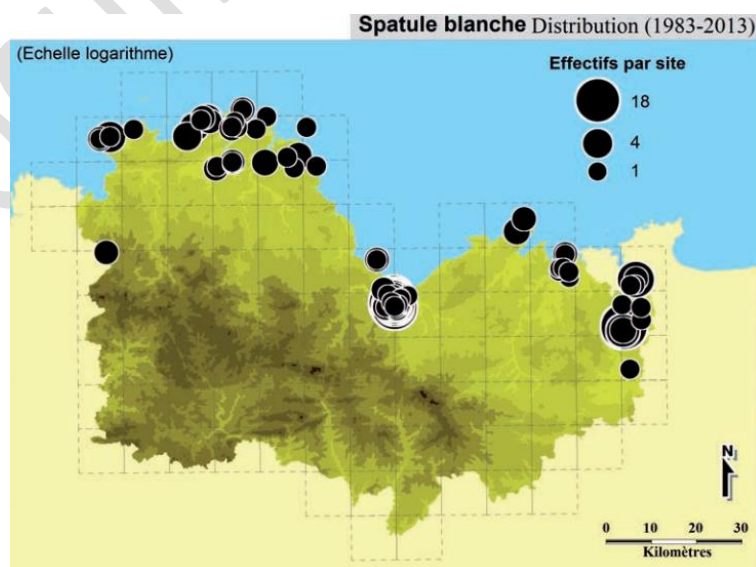 Spatule blanche Distribution (1983-2013)
(Echelle logarithme)
Effectifs par site
18
4
1
N
0 10 20 30
Kilomètres